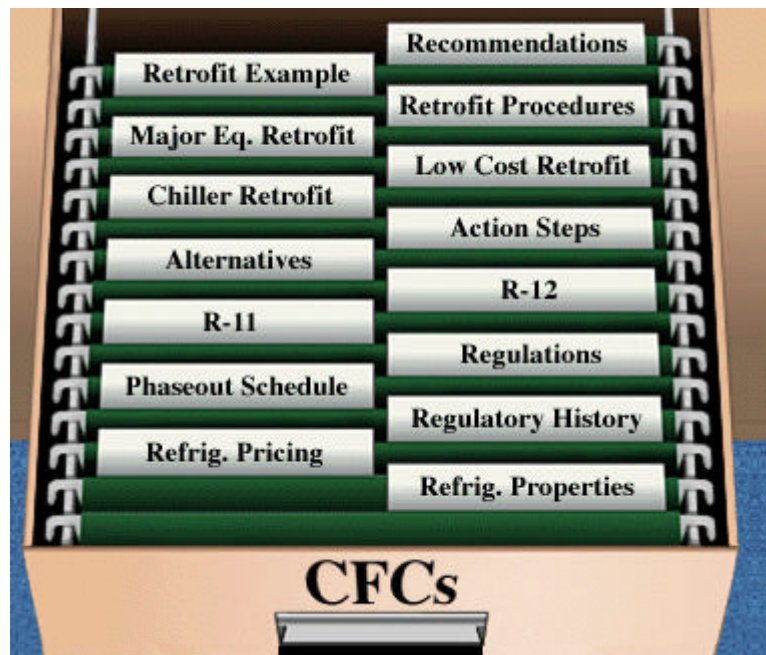 Recommendations
Retrofit Example
Retrofit Procedures
Major Eq. Retrofit
Low Cost Retrofit
Chiller Retrofit
Action Steps
Alternatives
R-12
R-11
Regulations
Phaseout Schedule
Regulatory History
Refrig. Pricing
Refrig. Properties
CFCs